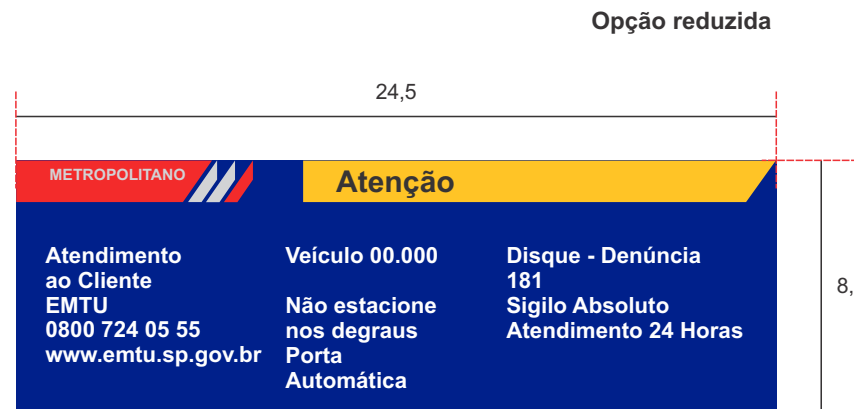 Opção reduzida
24,5
METROPOLITANO
Atenção
Atendimento
ao Cliente
EMTU
0800 724 05 55
www.emtu.sp.gov.br
Veículo 00.000
Não estacione
nos degraus
Porta
Automática
Disque - Denúncia
181
Sigilo Absoluto
Atendimento 24 Horas
8,